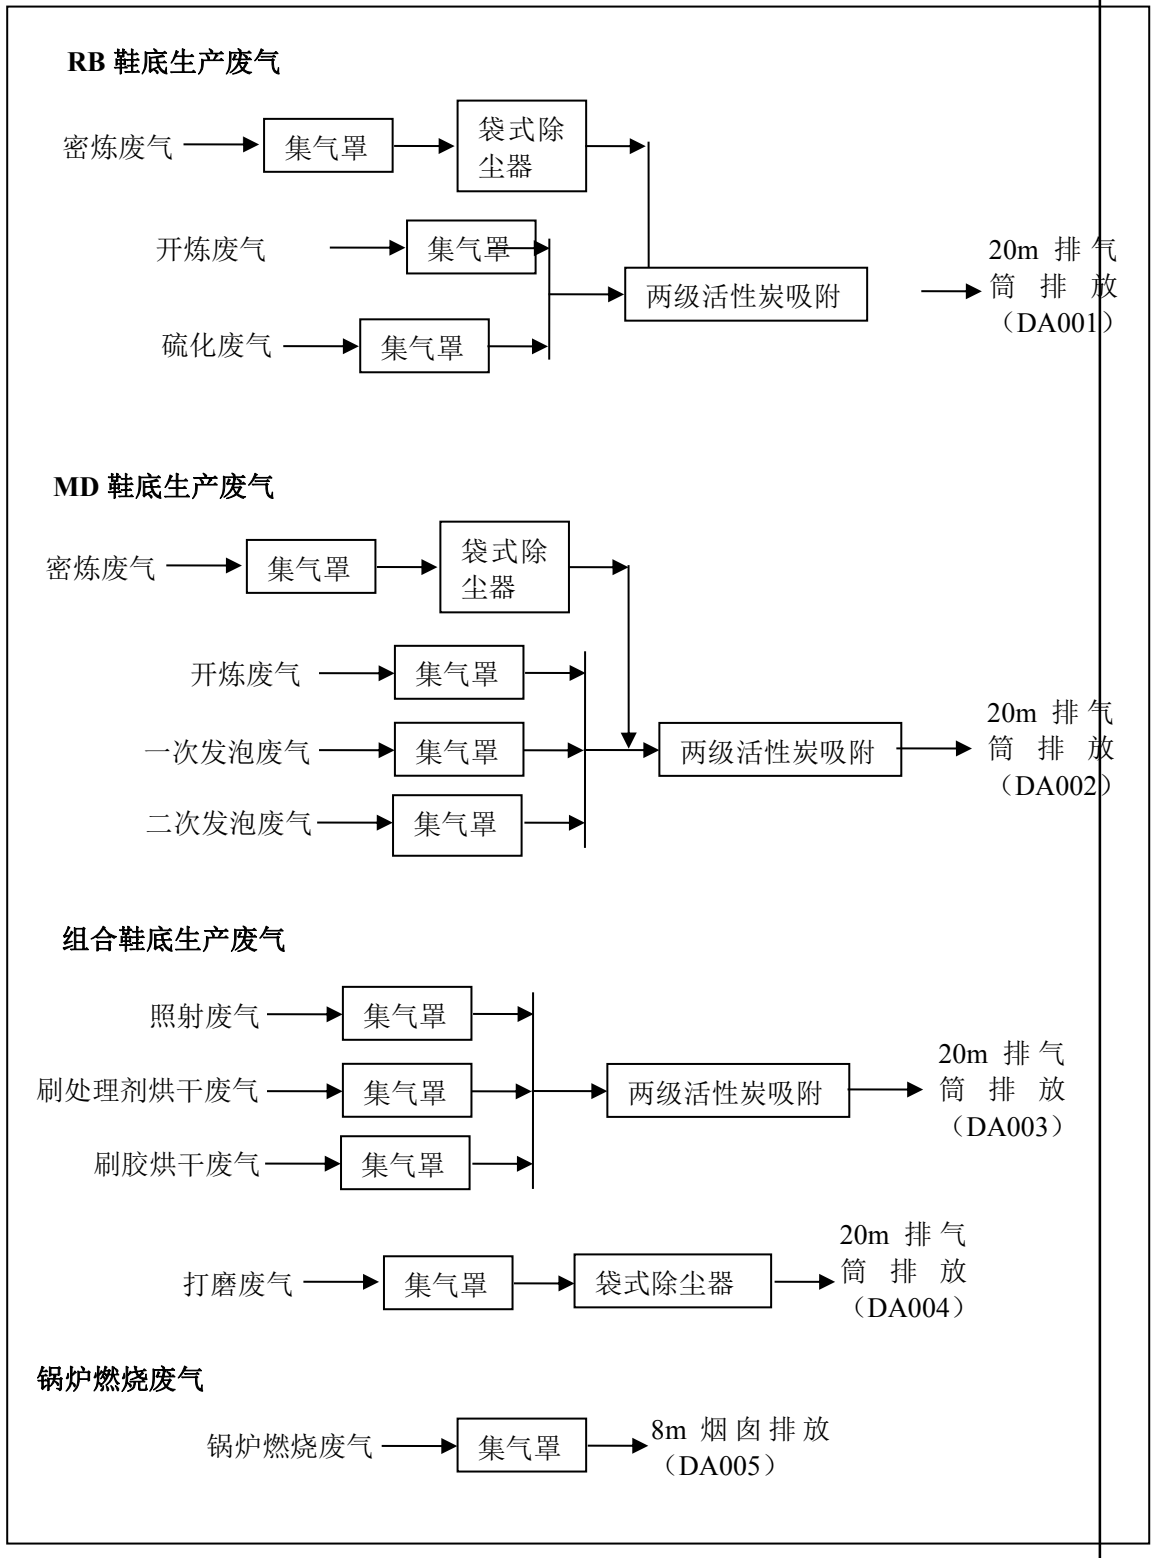 RB 鞋底生产废气
密炼废气
集气罩
袋式除
尘器
开炼废气
集气罩
硫化废气
集气罩
两级活性炭吸附
20m 排气
筒排放
（DA001）
MD 鞋底生产废气
密炼废气
集气罩
袋式除
尘器
开炼废气
集气罩
一次发泡废气
集气罩
二次发泡废气
集气罩
两级活性炭吸附
20m 排气
筒排放
（DA002）
组合鞋底生产废气
照射废气
集气罩
刷处理剂烘干废气
集气罩
刷胶烘干废气
集气罩
两级活性炭吸附
20m 排气
筒排放
（DA003）
打磨废气
集气罩
袋式除尘器
20m 排气
筒排放
（DA004）
锅炉燃烧废气
锅炉燃烧废气
集气罩
8m 烟囱排放
（DA005）